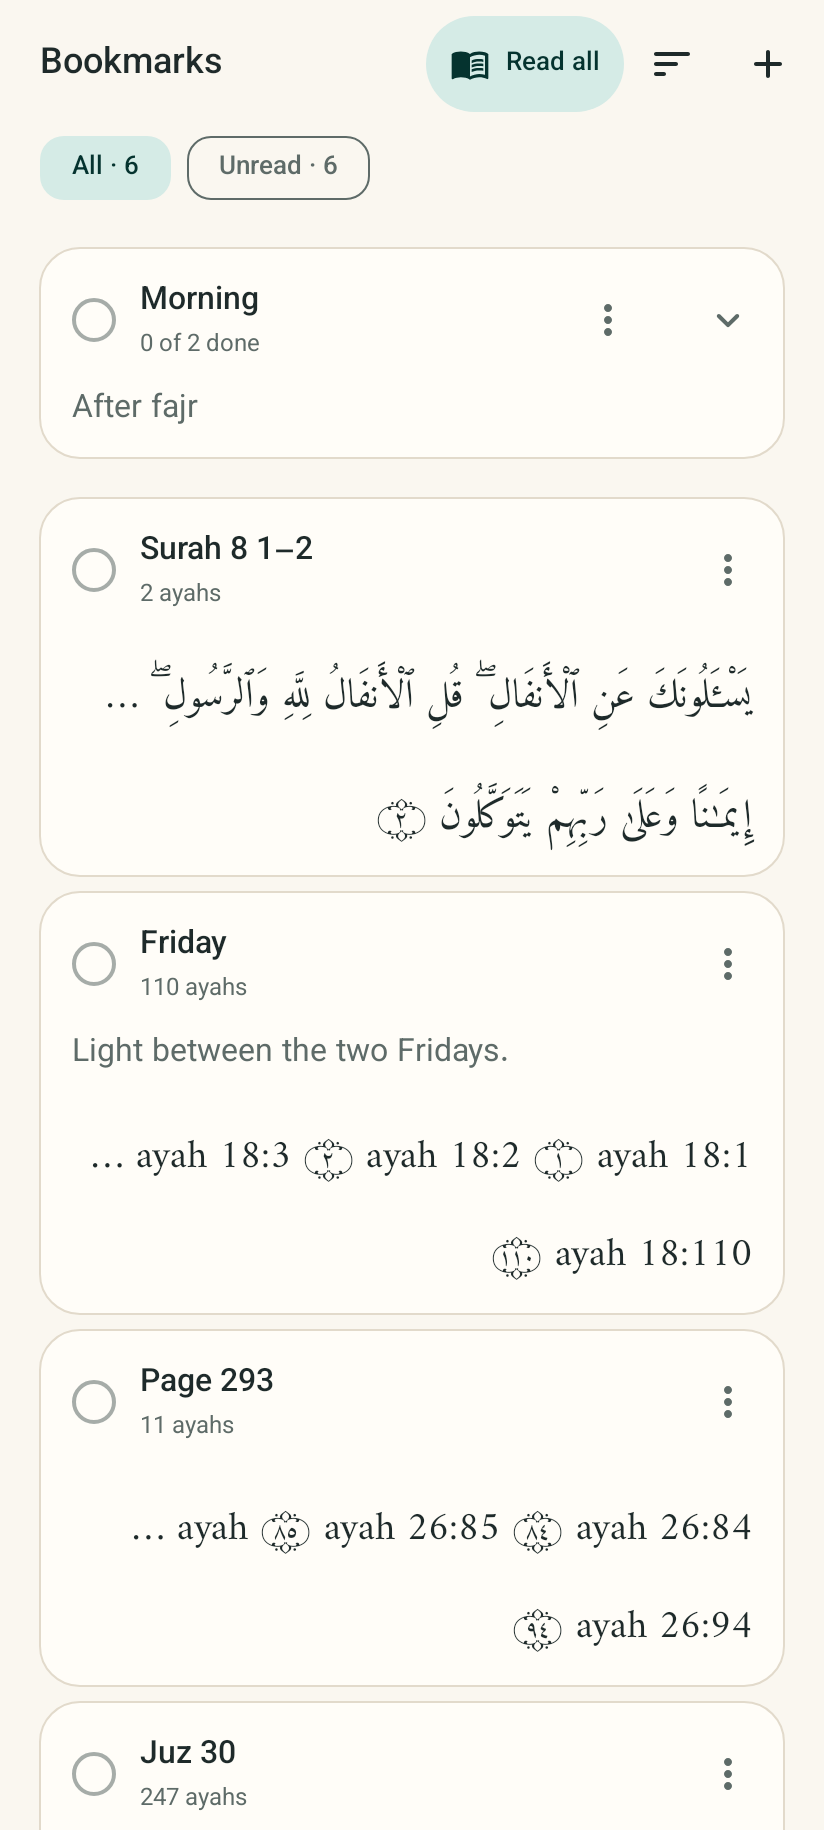 Bookmarks
Read all
All · 6
Unread · 6
Morning
0 of 2 done
After fajr
Surah 8 1–2
2 ayahs
يَسْـَٔلُونَكَ عَنِ ٱلْأَنفَالِ ۖ قُلِ ٱلْأَنفَالُ لِلَّهِ وَٱلرَّسُولِ ۖ ...
إِيمَـٰنًا وَعَلَىٰ رَبِّهِمْ يَتَوَكَّلُونَ ٢
Friday
110 ayahs
Light between the two Fridays.
ayah 18:1 ١ ayah 18:2 ٢ ayah 18:3 ...
ayah 18:110 ١١٠
Page 293
11 ayahs
ayah 26:84 ٨٤ ayah 26:85 ٨٥ ayah ...
ayah 26:94 ٩٤
Juz 30
247 ayahs